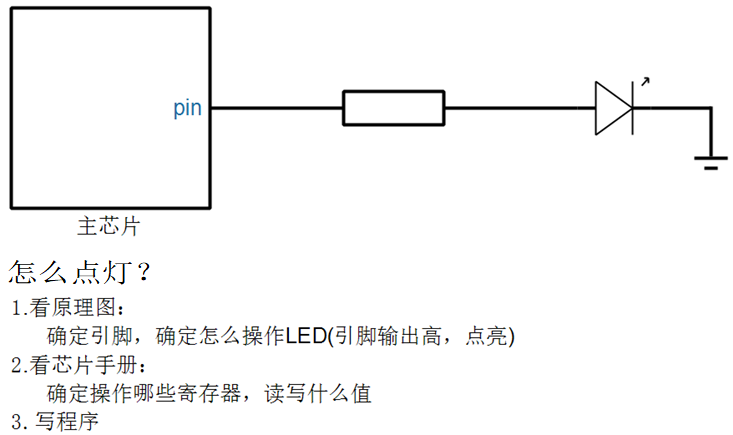 pin
主芯片
怎么点灯？
1.看原理图：
确定引脚，确定怎么操作LED(引脚输出高，点亮)
2.看芯片手册：
确定操作哪些寄存器，读写什么值
3. 写程序